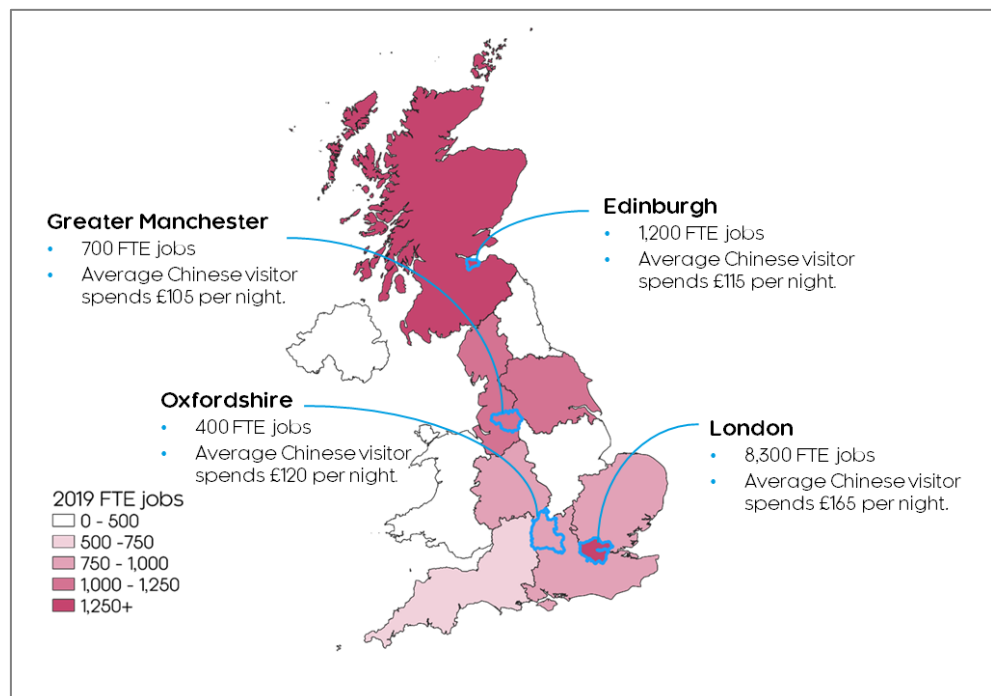 Greater Manchester
• 700 FTE jobs
• Average Chinese visitor
spends £105 per night.
Edinburgh
• 1,200 FTE jobs
• Average Chinese visitor
spends £115 per night.
Oxfordshire
• 400 FTE jobs
• Average Chinese visitor
spends £120 per night.
London
• 8,300 FTE jobs
• Average Chinese visitor
spends £165 per night.
2019 FTE jobs
0 - 500
500 -750
750 - 1,000
1,000 - 1,250
1,250+